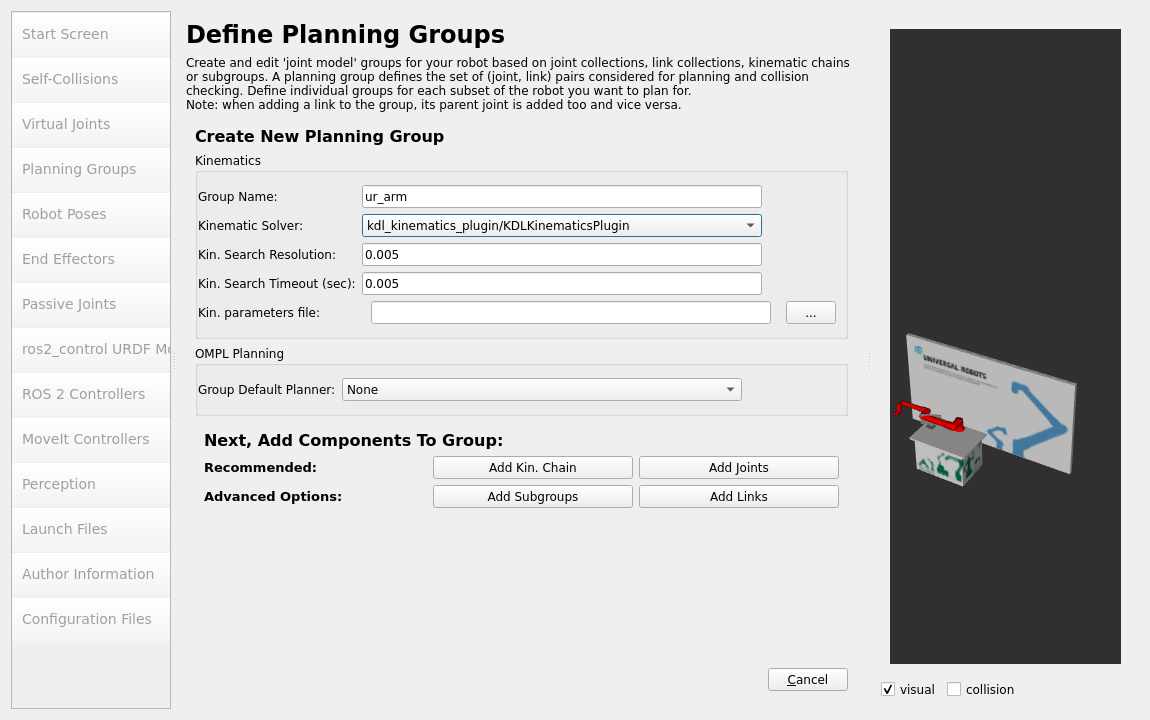 Start Screen
Self-Collisions
Virtual Joints
Planning Groups
Robot Poses
End Effectors
Passive Joints
ros2_control URDF Mo
ROS 2 Controllers
MoveIt Controllers
Perception
Launch Files
Author Information
Configuration Files
Define Planning Groups
Create and edit 'joint model' groups for your robot based on joint collections, link collections, kinematic chains
or subgroups. A planning group defines the set of (joint, link) pairs considered for planning and collision
checking. Define individual groups for each subset of the robot you want to plan for.
Note: when adding a link to the group, its parent joint is added too and vice versa.
Create New Planning Group
Kinematics
Group Name: ur_arm
Kinematic Solver: kdl_kinematics_plugin/KDLKinematicsPlugin
Kin. Search Resolution: 0.005
Kin. Search Timeout (sec): 0.005
Kin. parameters file: ...
OMPL Planning
Group Default Planner: None
Next, Add Components To Group:
Recommended: Add Kin. Chain Add Joints
Advanced Options: Add Subgroups Add Links
Cancel
UNIVERSAL ROBOTS
visual collision